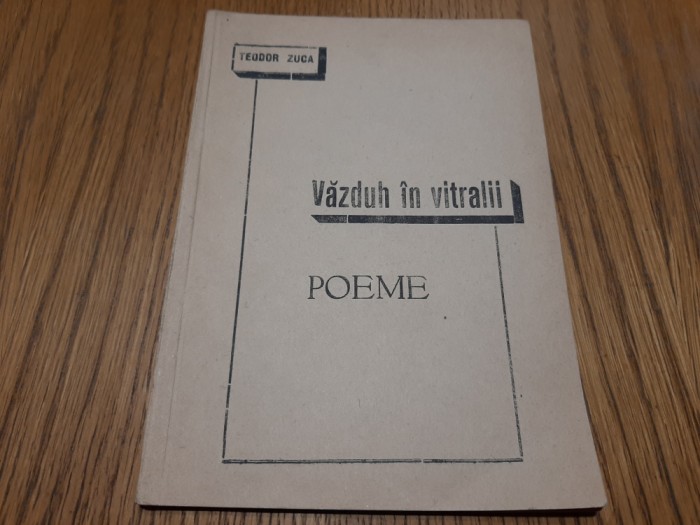 TEODOR ZUCA
Văzduh în vitralii
POEME